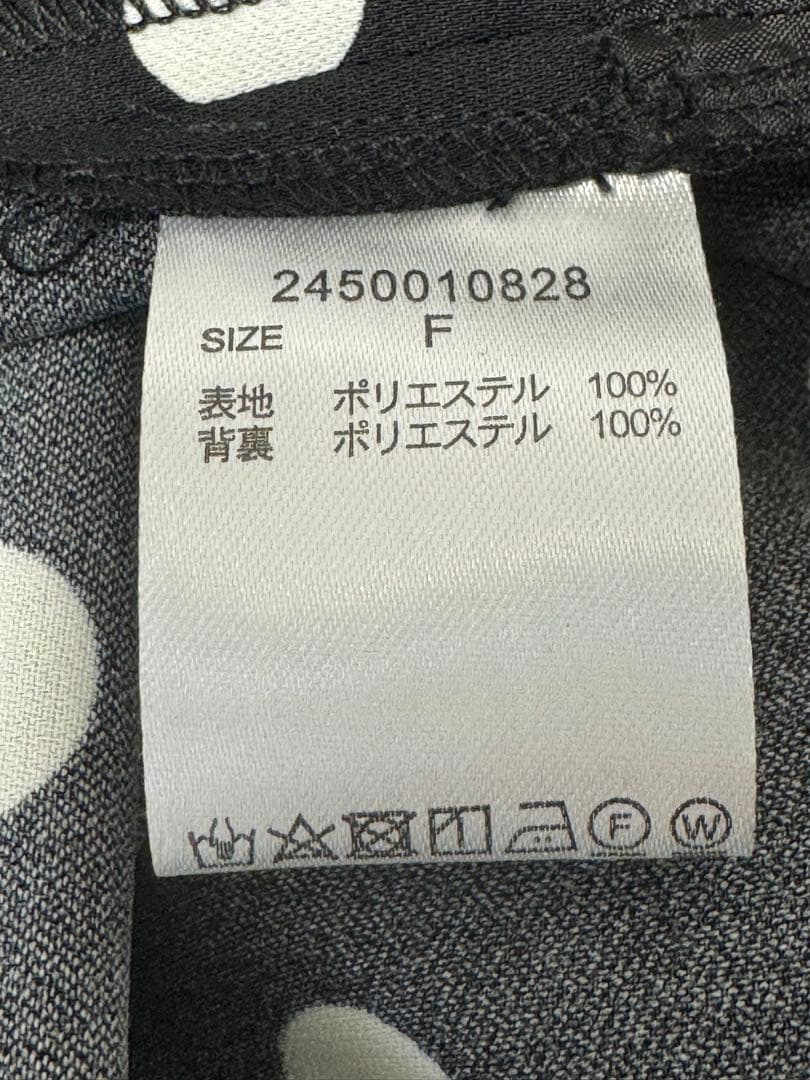 2450010828
SIZE F
表地 ポリエステル 100%
背裏 ポリエステル 100%
F W